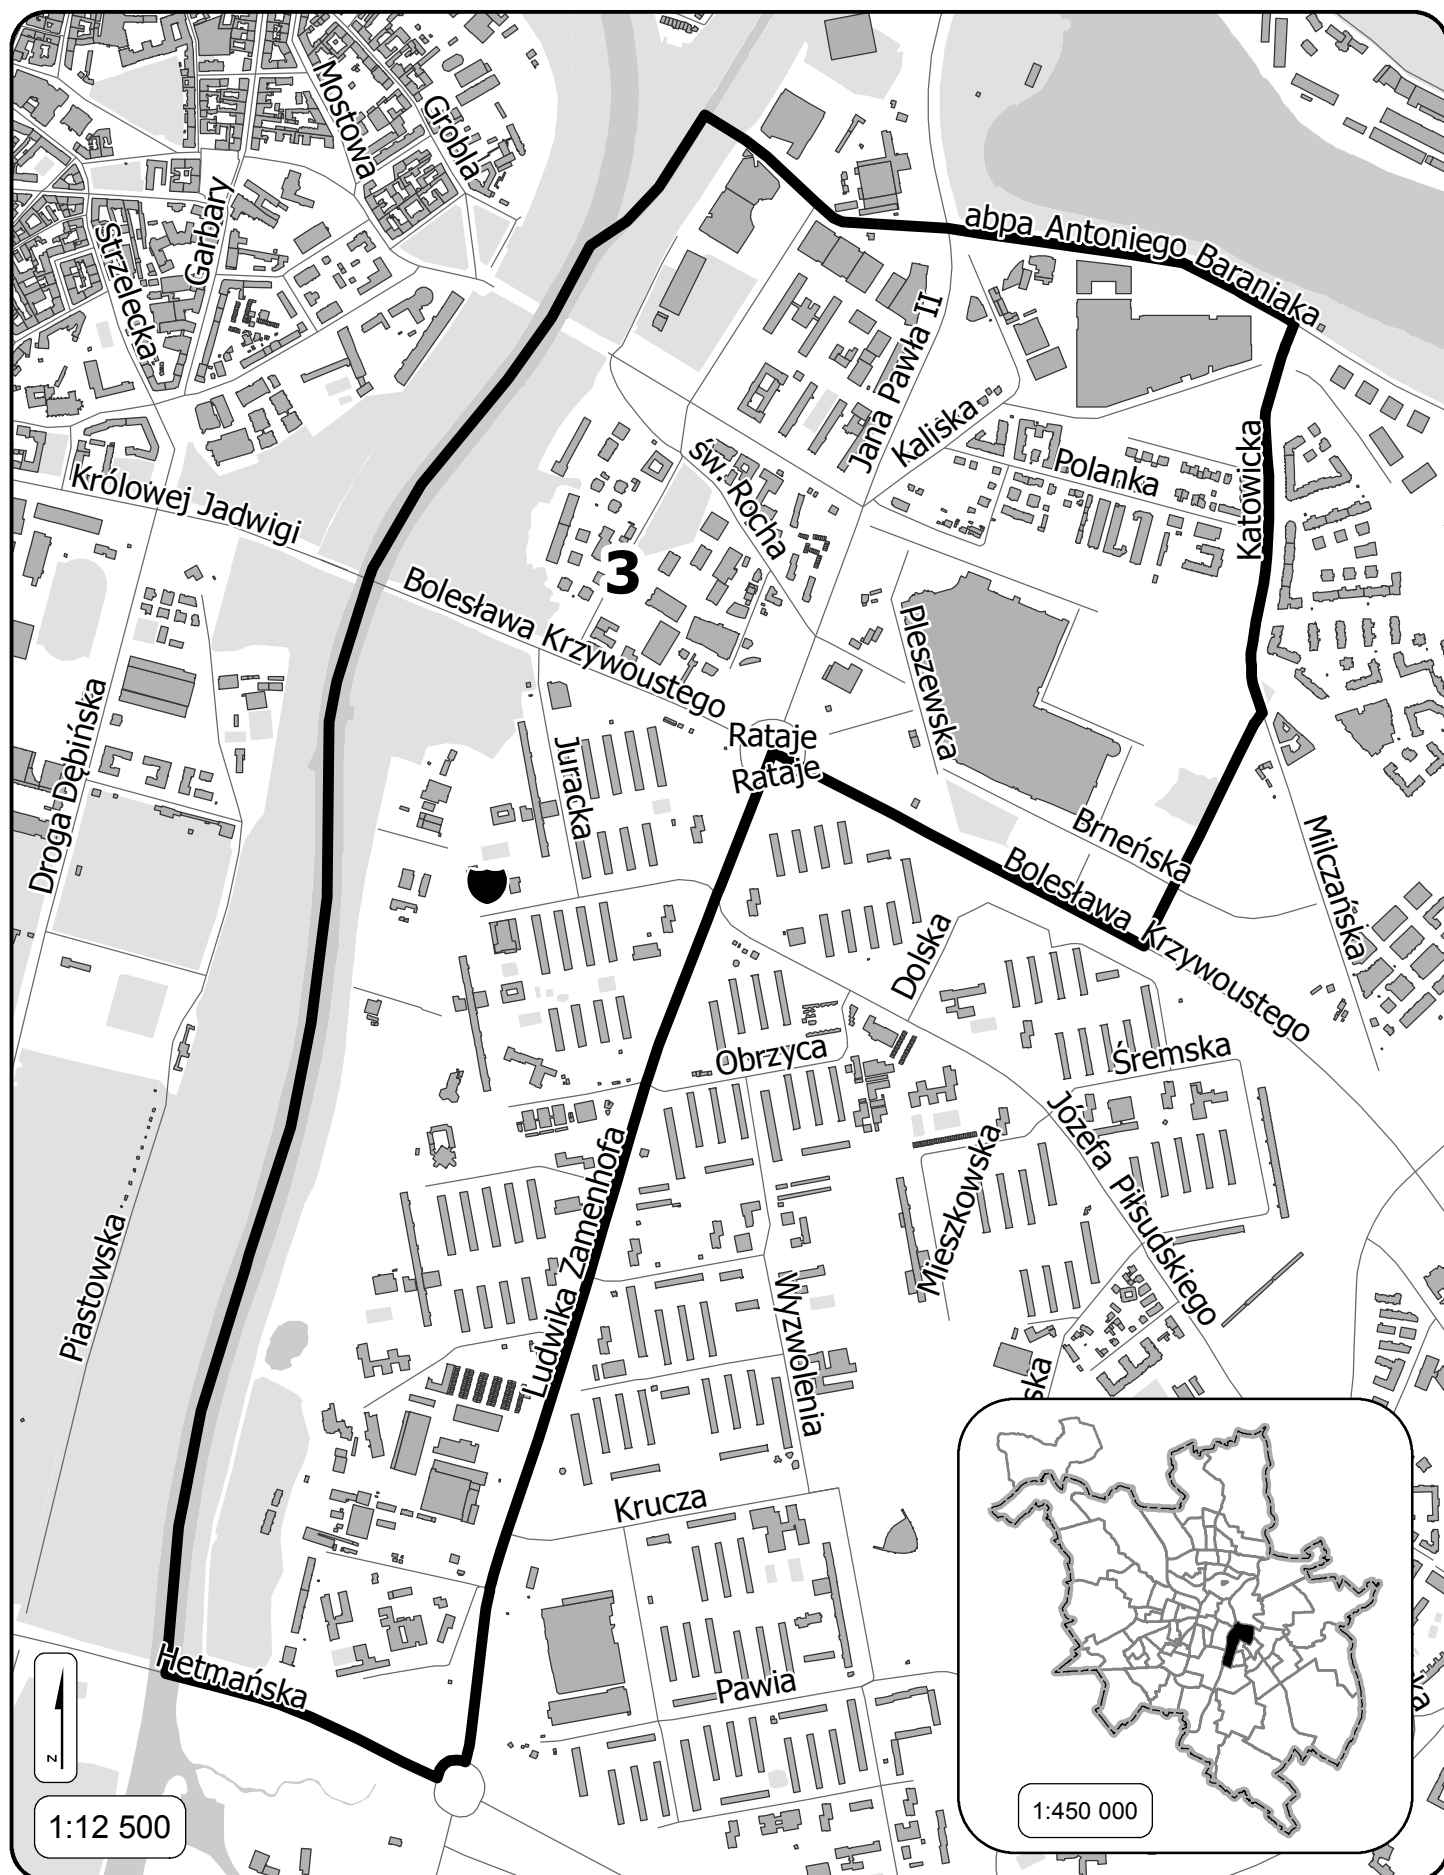 Mostowa
Grobla
Garbary
Strzelecka
abpa Antoniego Baraniaka
Jana Pawła II
Kaliska
Polanka
Katowicka
św. Rocha
Królowej Jadwigi
3
Bolesława Krzywoustego
Pleszewska
Droga Dębińska
Juracka
Rataje
Rataje
Brneńska
Bolesława Krzywoustego
Milczańska
Dolska
Obrzyca
Śremska
Józefa Piłsudskiego
Mieszkowska
Ludwika Zamenhofa
Piastowska
Wyzwolenia
ska
Krucza
Pawia
Hetmańska
ka
N
1:12 500
1:450 000